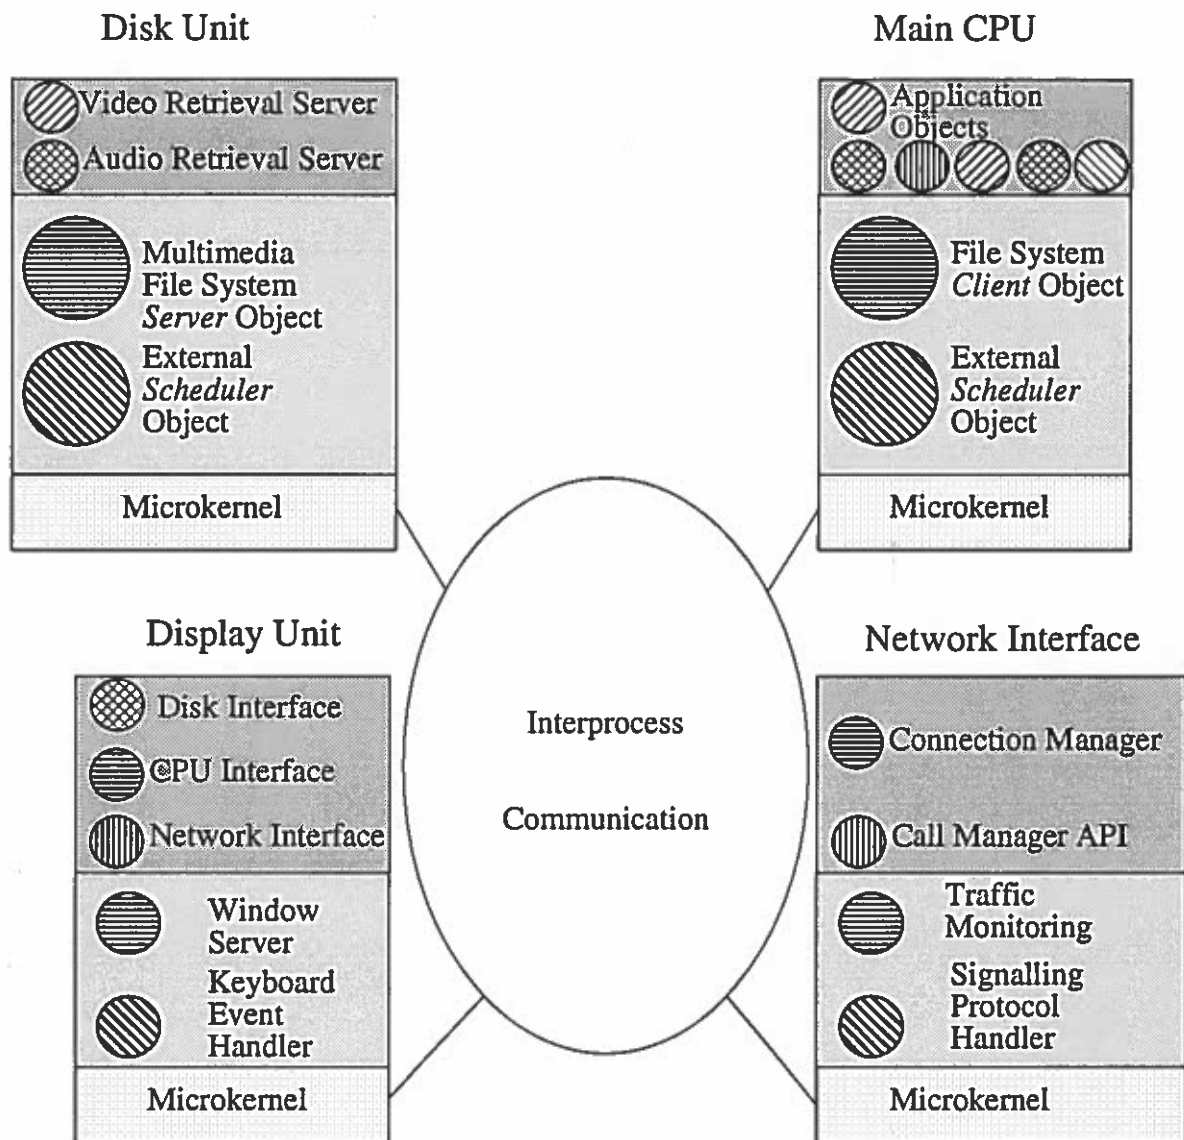 Disk Unit
Video Retrieval Server
Audio Retrieval Server
Multimedia
File System
Server Object
External
Scheduler
Object
Microkernel
Main CPU
Application
Objects
File System
Client Object
External
Scheduler
Object
Microkernel
Interprocess
Communication
Display Unit
Disk Interface
CPU Interface
Network Interface
Window
Server
Keyboard
Event
Handler
Microkernel
Network Interface
Connection Manager
Call Manager API
Traffic
Monitoring
Signalling
Protocol
Handler
Microkernel